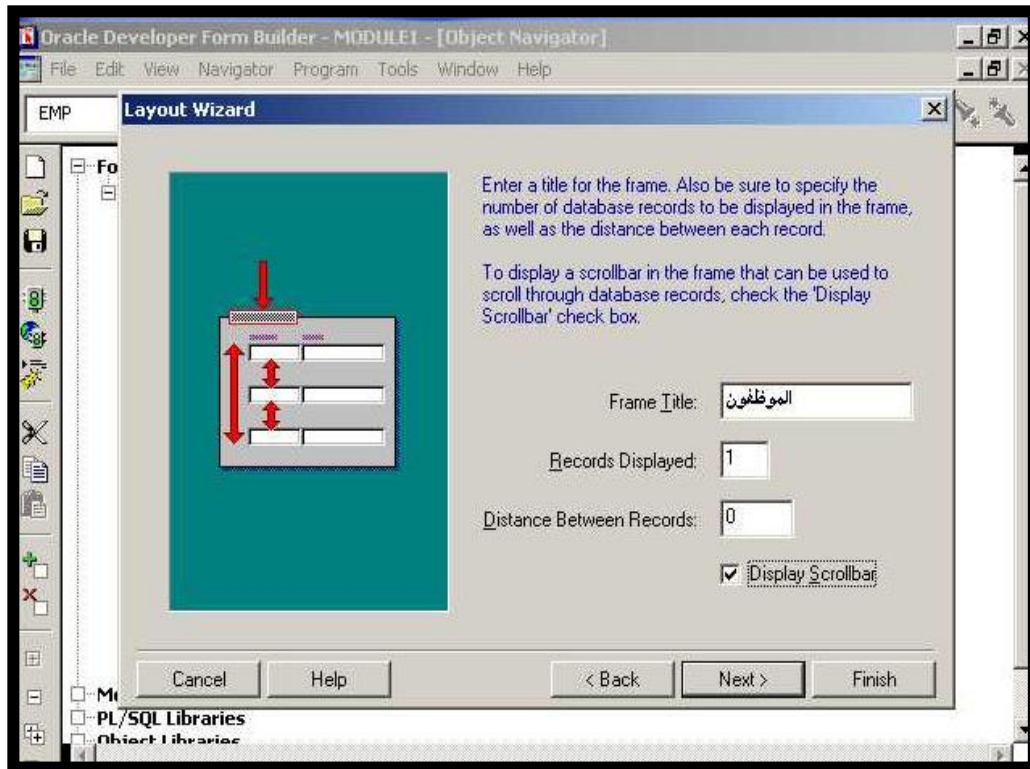 Oracle Developer Form Builder - MODULE1 - [Object Navigator]
File Edit View Navigator Program Tools Window Help
EMP
Layout Wizard
Enter a title for the frame. Also be sure to specify the
number of database records to be displayed in the frame,
as well as the distance between each record.
To display a scrollbar in the frame that can be used to
scroll through database records, check the 'Display
Scrollbar' check box.
Frame Title: الموظفون
Records Displayed: 1
Distance Between Records: 0
Display Scrollbar
Cancel Help < Back Next > Finish
PL/SQL Libraries
Object Libraries